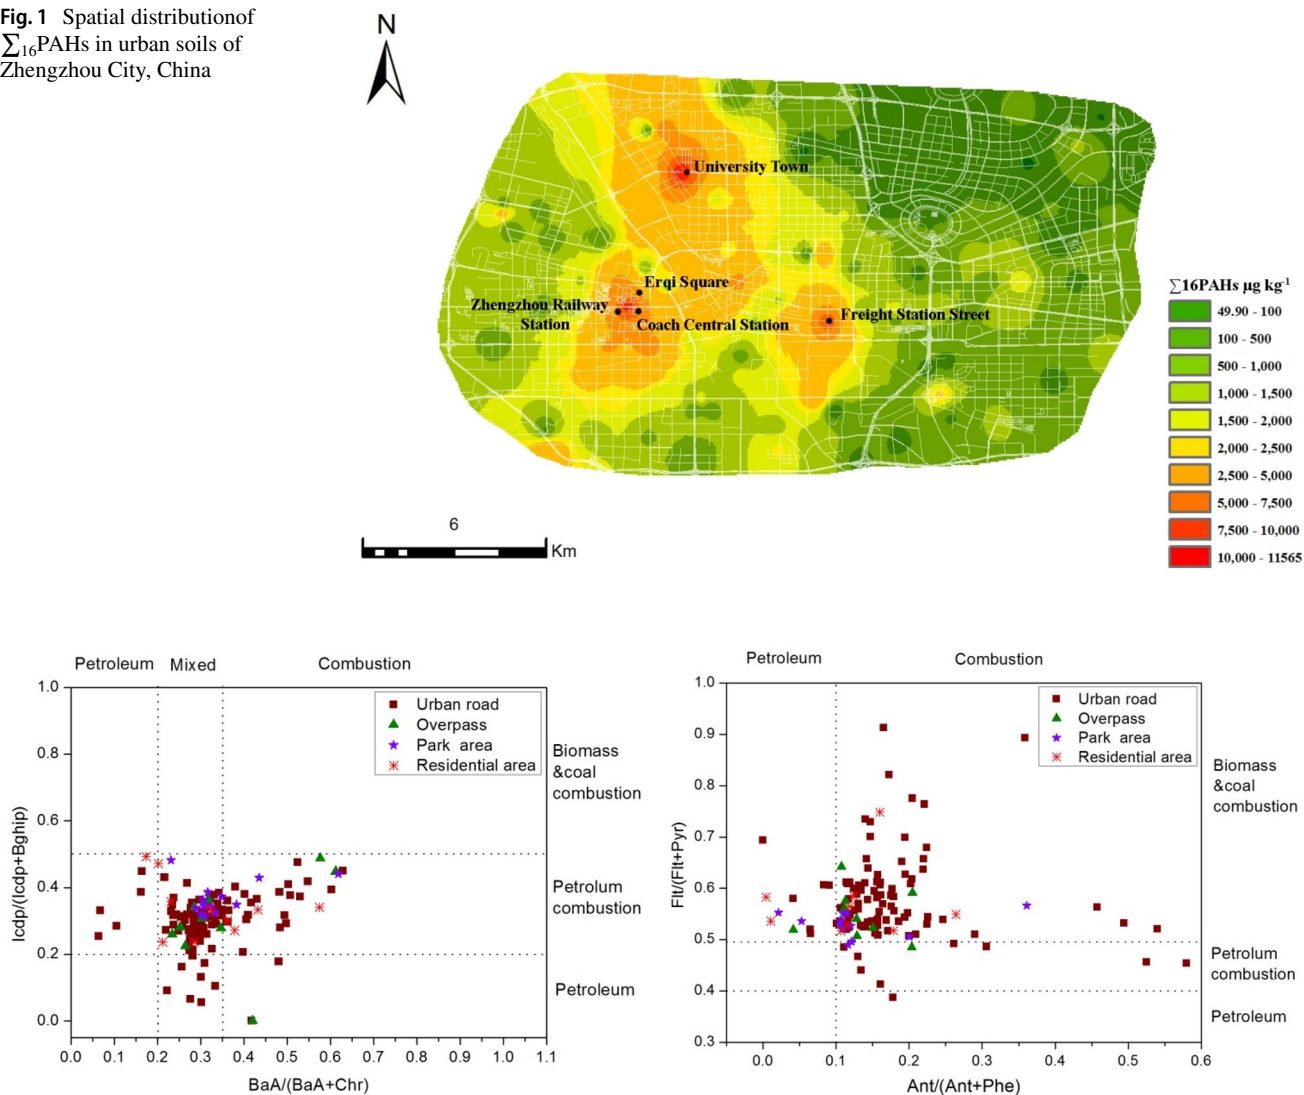 Fig. 1 Spatial distributionof
∑16PAHs in urban soils of
Zhengzhou City, China
N
University Town
Erqi Square
Zhengzhou Railway
Station
Coach Central Station
Freight Station Street
∑16PAHs µg kg-1
49.90 - 100
100 - 500
500 - 1,000
1,000 - 1,500
1,500 - 2,000
2,000 - 2,500
2,500 - 5,000
5,000 - 7,500
7,500 - 10,000
10,000 - 11565
6
Km
Petroleum Mixed Combustion
1.0
0.8
0.6
0.4
0.2
0.0
Icdp/(Icdp+Bghip)
Urban road
Overpass
Park area
Residential area
Biomass
&coal
combustion
Petrolum
combustion
Petroleum
0.0 0.1 0.2 0.3 0.4 0.5 0.6 0.7 0.8 0.9 1.0 1.1
BaA/(BaA+Chr)
Petroleum Combustion
1.0
0.9
0.8
0.7
0.6
0.5
0.4
0.3
Flt/(Flt+Pyr)
Urban road
Overpass
Park area
Residential area
Biomass
&coal
combustion
Petrolum
combustion
Petroleum
0.0 0.1 0.2 0.3 0.4 0.5 0.6
Ant/(Ant+Phe)